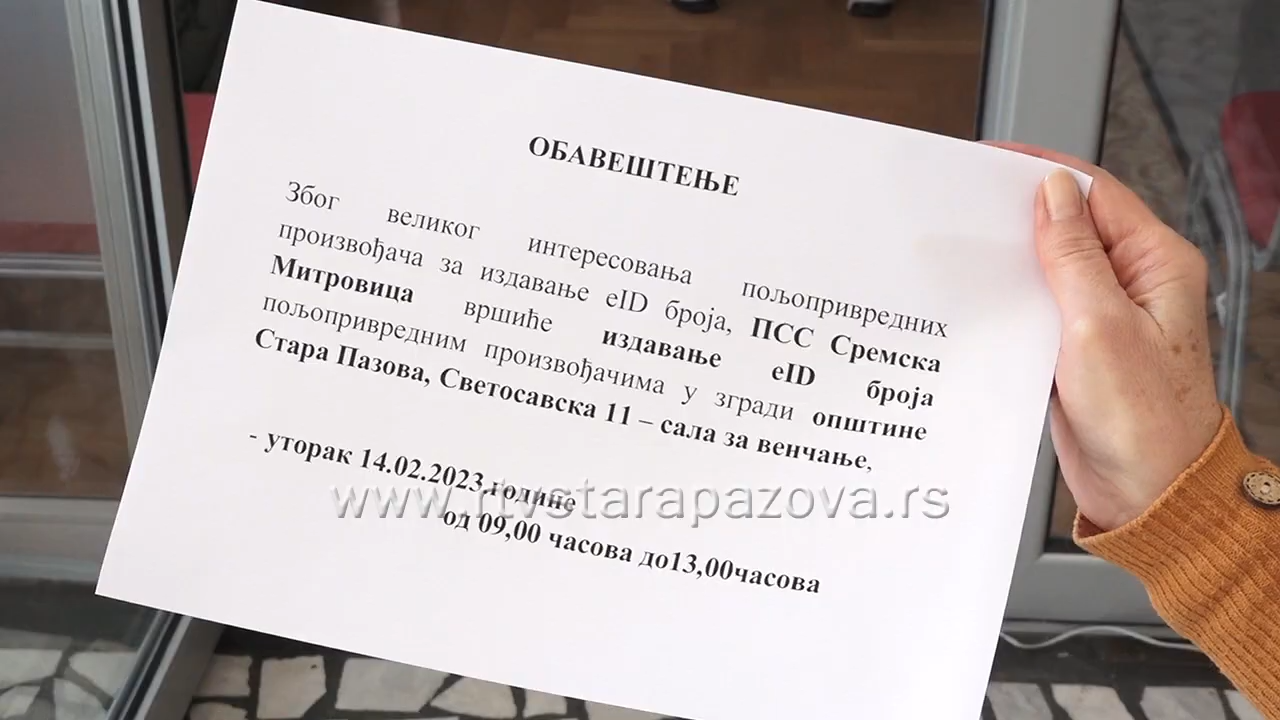 ОБАВЕШТЕЊЕ
Због великог интересовања пољопривредних
произвођача за издавање eID броја, ПСС Сремска
Митровица вршиће издавање eID броја
пољопривредним произвођачима у згради општине
Стара Пазова, Светосавска 11 – сала за венчање,
- уторак 14.02.2023.године
www.rtvstarapazova.rs
од 09,00 часова до13,00часова